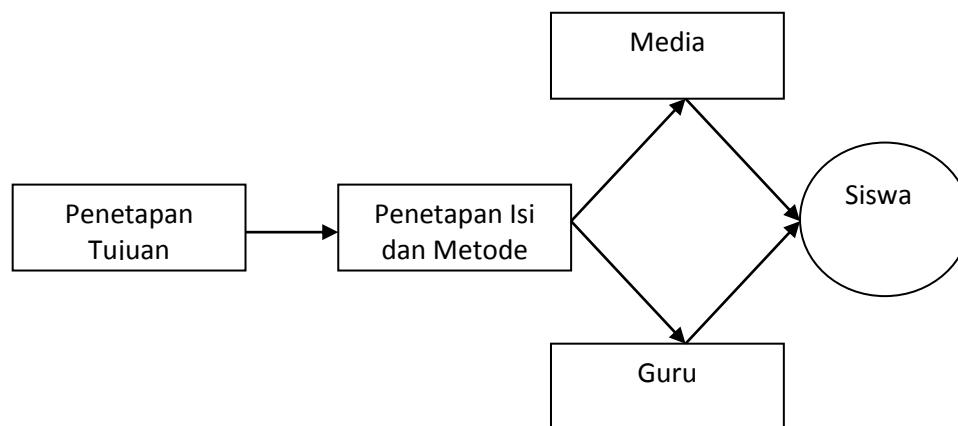 Media
Penetapan
Tujuan
Penetapan Isi
dan Metode
Siswa
Guru